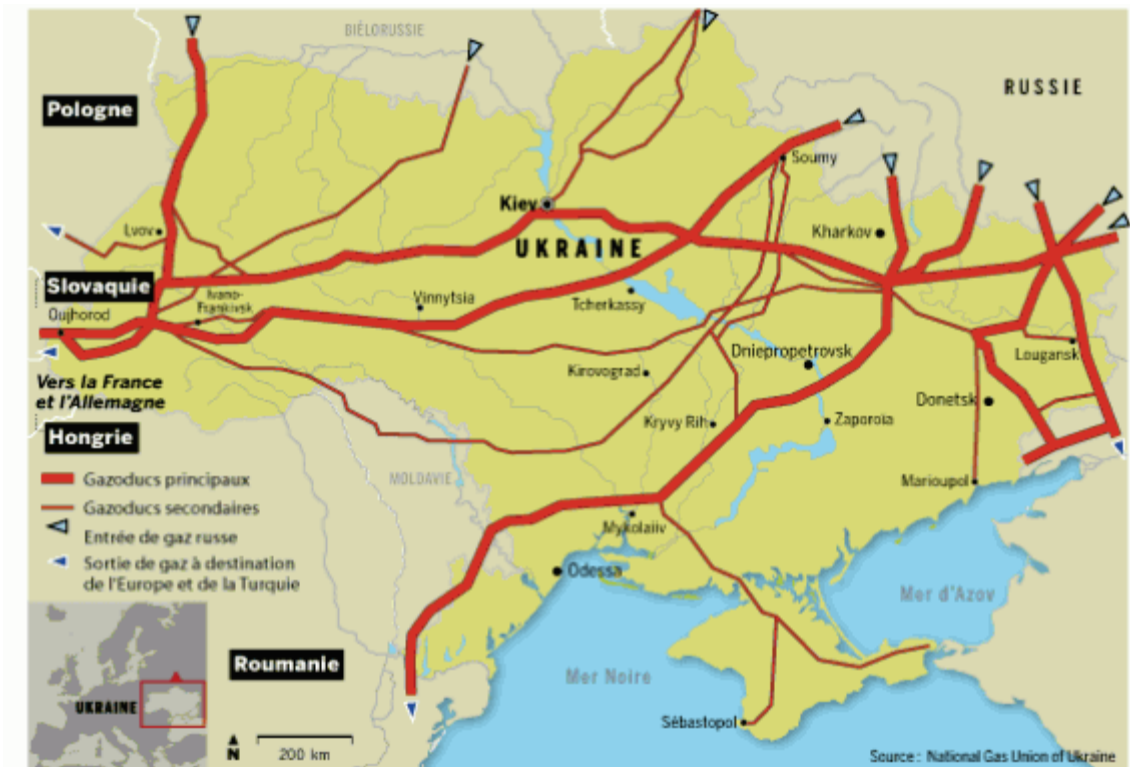 BIÉLORUSSIE
RUSSIE
Pologne
Soumy
Kiev
Lvov
Kharkov
UKRAINE
Slovaquie
Ivano-
Frankivsk
Vinnytsia
Tcherkassy
Oujhorod
Dniepropetrovsk
Lougansk
Kirovograd
Vers la France
et l'Allemagne
Donetsk
Kryvy Rih
Zaporoïa
Hongrie
MOLDAVIE
Marioupol
Gazoducs principaux
Gazoducs secondaires
Mykolaiiv
Entrée de gaz russe
Sortie de gaz à destination
de l'Europe et de la Turquie
Odessa
Mer d'Azov
Roumanie
Mer Noire
UKRAINE
Sébastopol
N
200 km
Source : National Gas Union of Ukraine